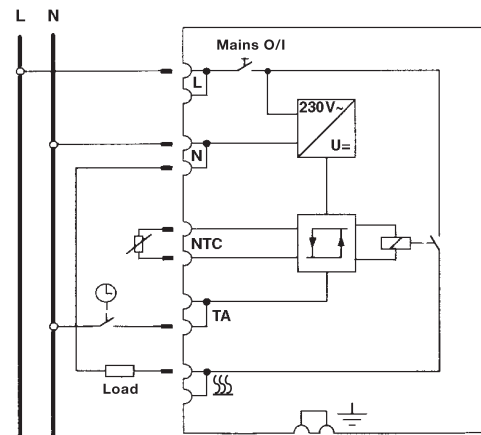 L N
Mains O/I
L
230V~
U=
N
NTC
TA
Load